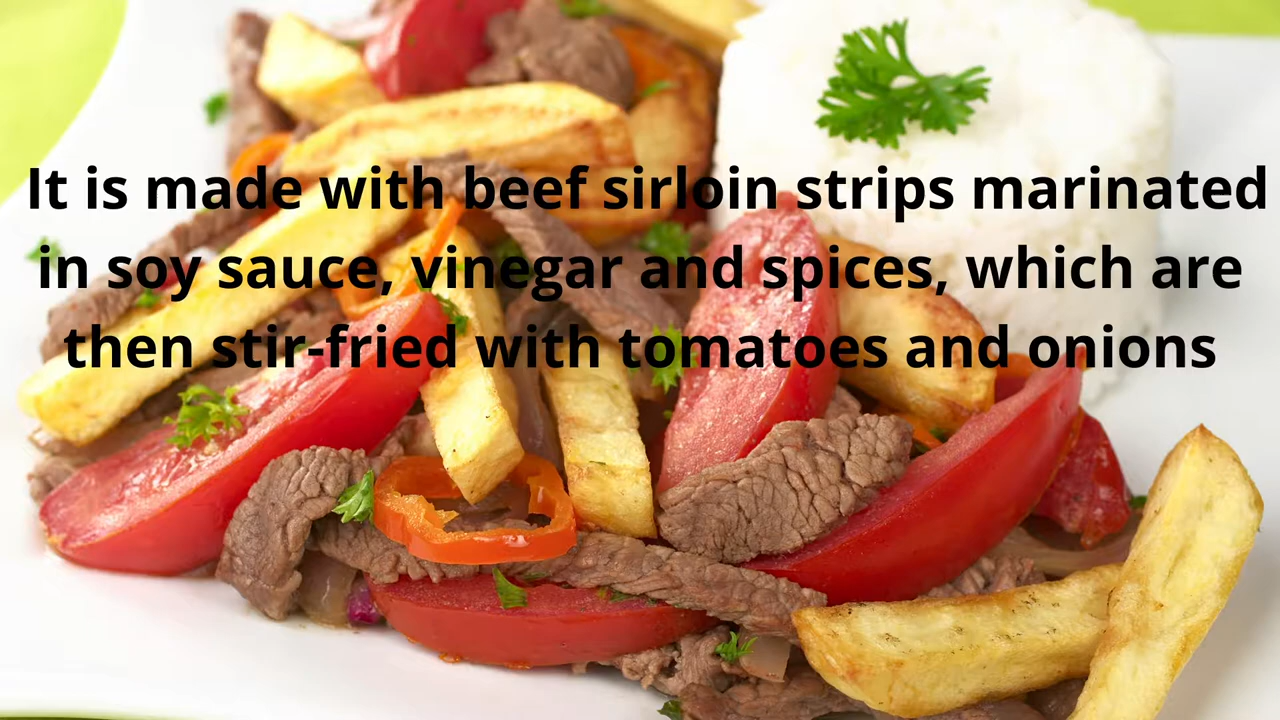 It is made with beef sirloin strips marinated
in soy sauce, vinegar and spices, which are
then stir-fried with tomatoes and onions